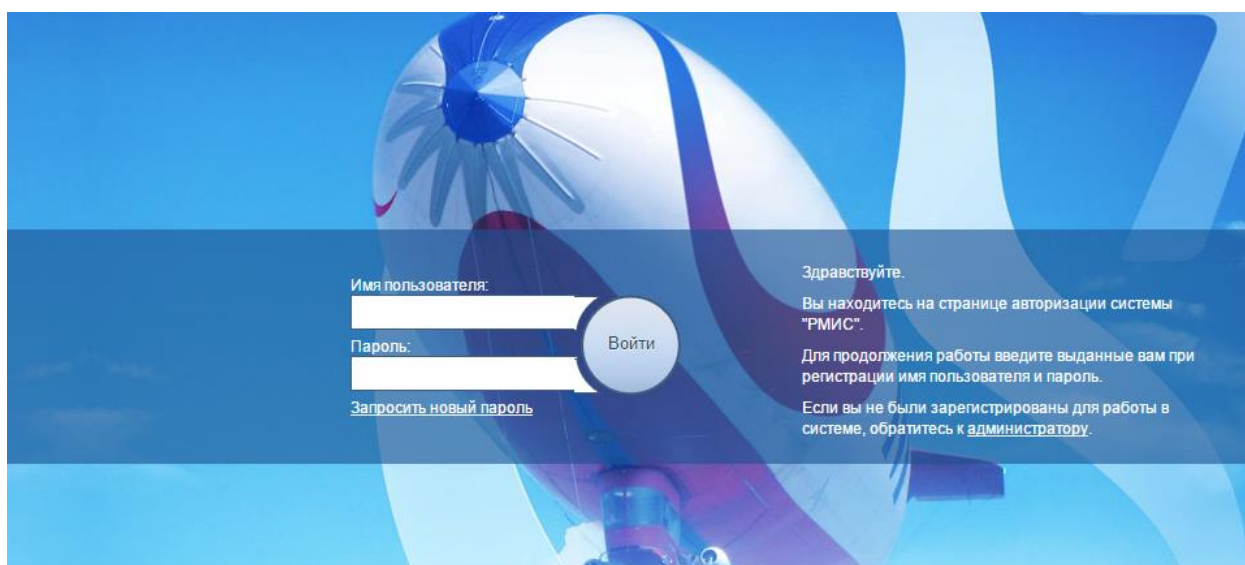 Имя пользователя:
Войти
Пароль:
Запросить новый пароль
Здравствуйте.
Вы находитесь на странице авторизации системы
"РМИС".
Для продолжения работы введите выданные вам при
регистрации имя пользователя и пароль.
Если вы не были зарегистрированы для работы в
системе, обратитесь к администратору.